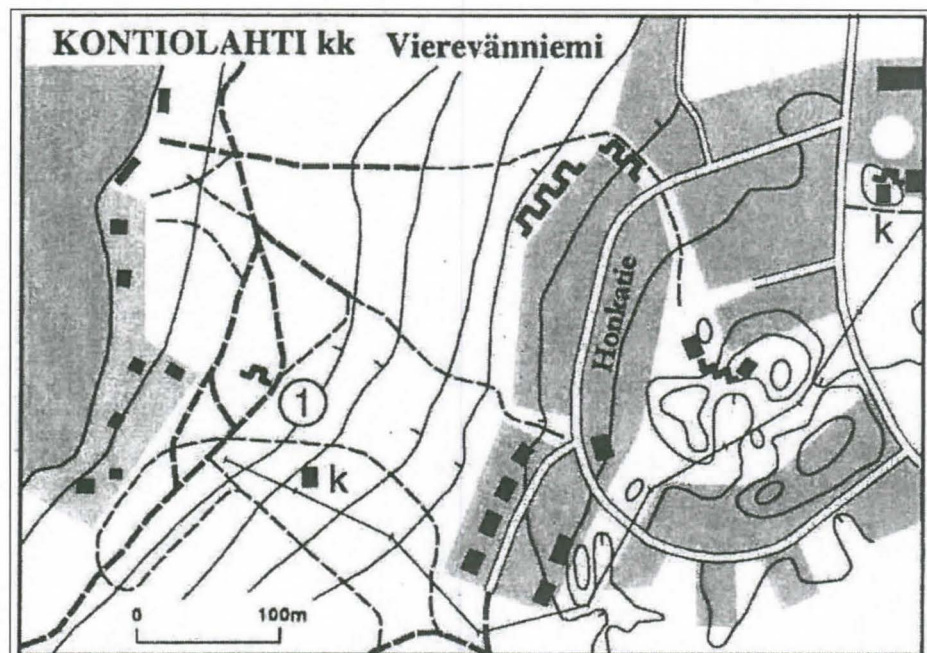 KONTIOLAHTI kk Vierevänniemi
k
Honkatie
1
k
0 100m